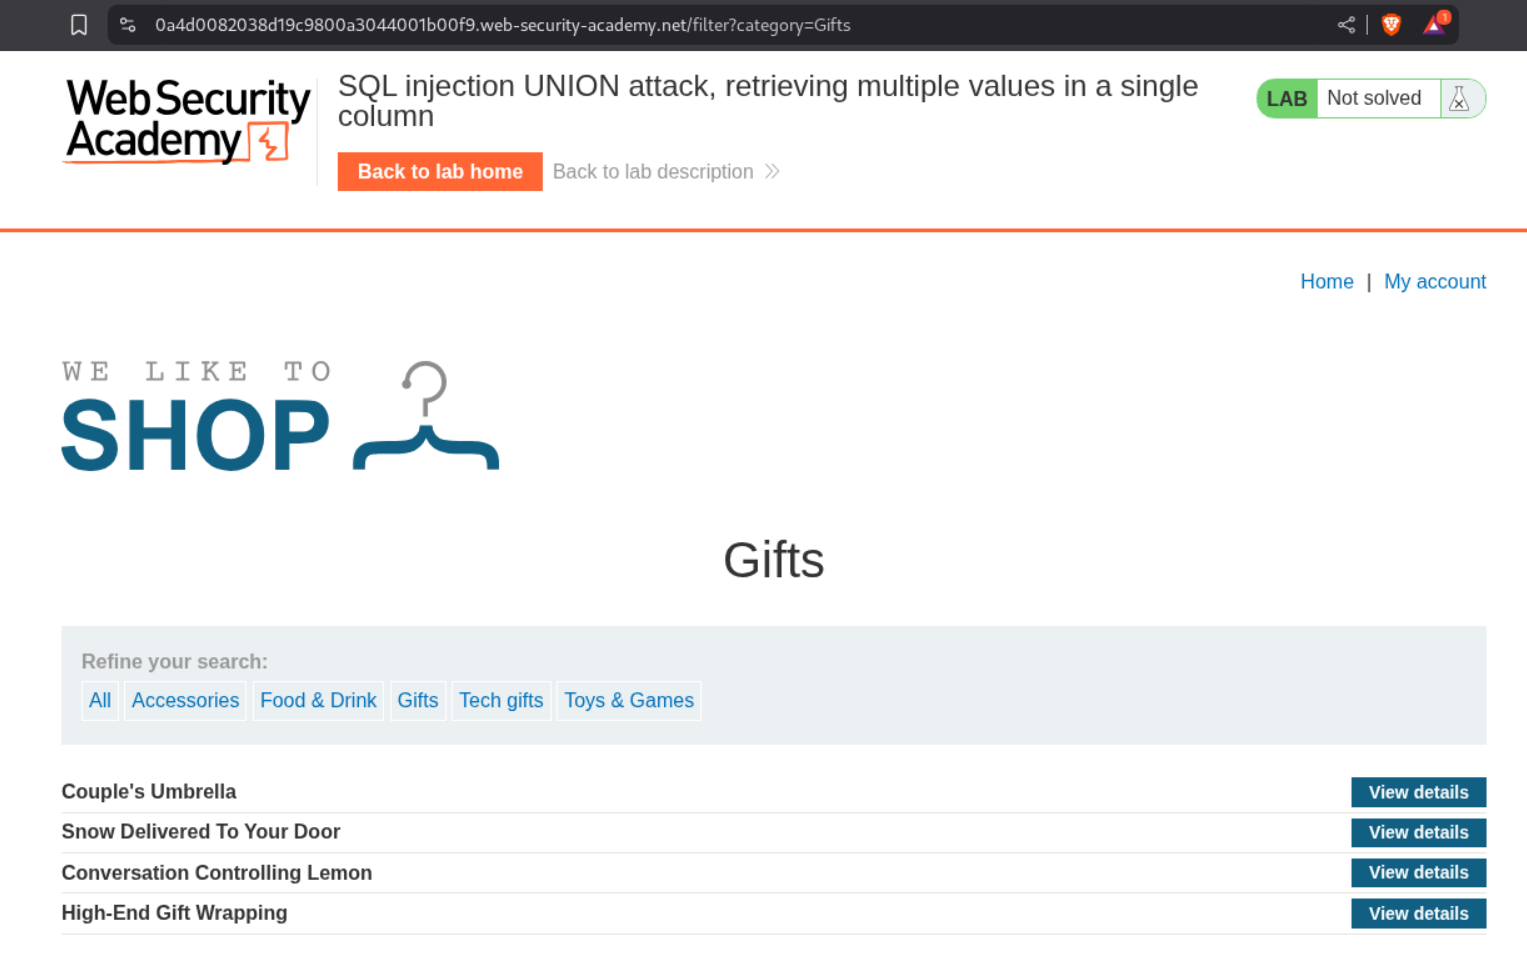 0a4d0082038d19c9800a3044001b00f9.web-security-academy.net/filter?category=Gifts
1
Web Security
Academy
SQL injection UNION attack, retrieving multiple values in a single
column
LAB Not solved
Back to lab home Back to lab description
Home | My account
WE LIKE TO
SHOP
Gifts
Refine your search:
All Accessories Food & Drink Gifts Tech gifts Toys & Games
Couple's Umbrella View details
Snow Delivered To Your Door View details
Conversation Controlling Lemon View details
High-End Gift Wrapping View details